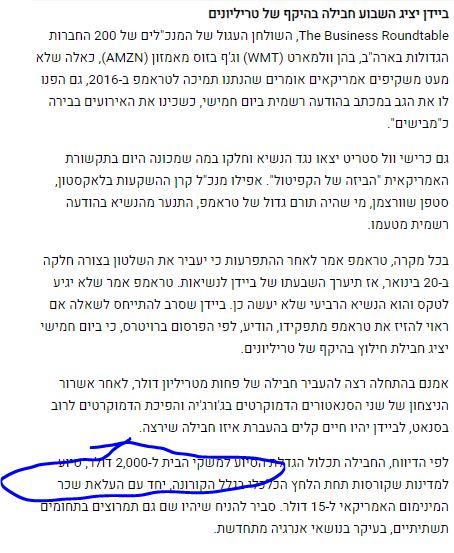 ביידן יציג השבוע חבילה בהיקף של טריליונים
The Business Roundtable, השולחן העגול של המנכ"לים של 200 החברות
הגדולות בארה"ב, בהן וולמארט (WMT) וג'ף בזוס מאמזון (AMZN), כאלה שלא
מעט משקיפים אמריקאים אומרים שהנתנו תמיכה לטראמפ ב-2016, גם הפנו
לו את הגב במכתב בהודעה רשמית ביום חמישי, כשכינו את האירועים בבירה
כ"מבישים".
גם כרישי וול סטריט יצאו נגד הנשיא וחלקו במה שמכונה היום בתקשורת
האמריקאית "הביזה של הקפיטול". אפילו מנכ"ל קרן ההשקעות בלאקסטון,
סטפן שוורצמן, מי שהיה תורם גדול של טראמפ, התנער מהנשיא בהודעה
רשמית מטעמו.
בכל מקרה, טראמפ אמר לאחר ההתפרעות כי יעביר את השלטון בצורה חלקה
ב-20 בינואר, אז תיערך השבעתו של ביידן לנשיאות. טראמפ אמר שלא יגיע
לטקס והוא הנשיא הרביעי שלא יעשה כן. ביידן שסרב להתייחס לשאלה אם
ראוי להזיז את טראמפ מתפקידו, הודיע, לפי הפרסום ברויטרס, כי ביום חמישי
יציג חבילת חילוץ בהיקף של טריליונים.
אמנם בהתחלה רצה להעביר חבילה של פחות מטריליון דולר, לאחר אשרור
הניצחון של שני הסנאטורים הדמוקרטים בג'ורג'יה והפיכת הדמוקרטים לרוב
בסנאט, לביידן יהיו חיים קלים בהעברת איזו חבילה שירצה.
לפי הדיווח, החבילה תכלול הגדלת הסיוע למשקי הבית ל-2,000 דולר, סיוע
למדינות שקורסות תחת הלחץ הכלכלי בגלל הקורונה, יחד עם העלאת שכר
המינימום האמריקאי ל-15 דולר. סביר להניח שיהיו שם גם תמרוצים בתחומים
תשתיתיים, בעיקר בנושאי אנרגיה מתחדשת.